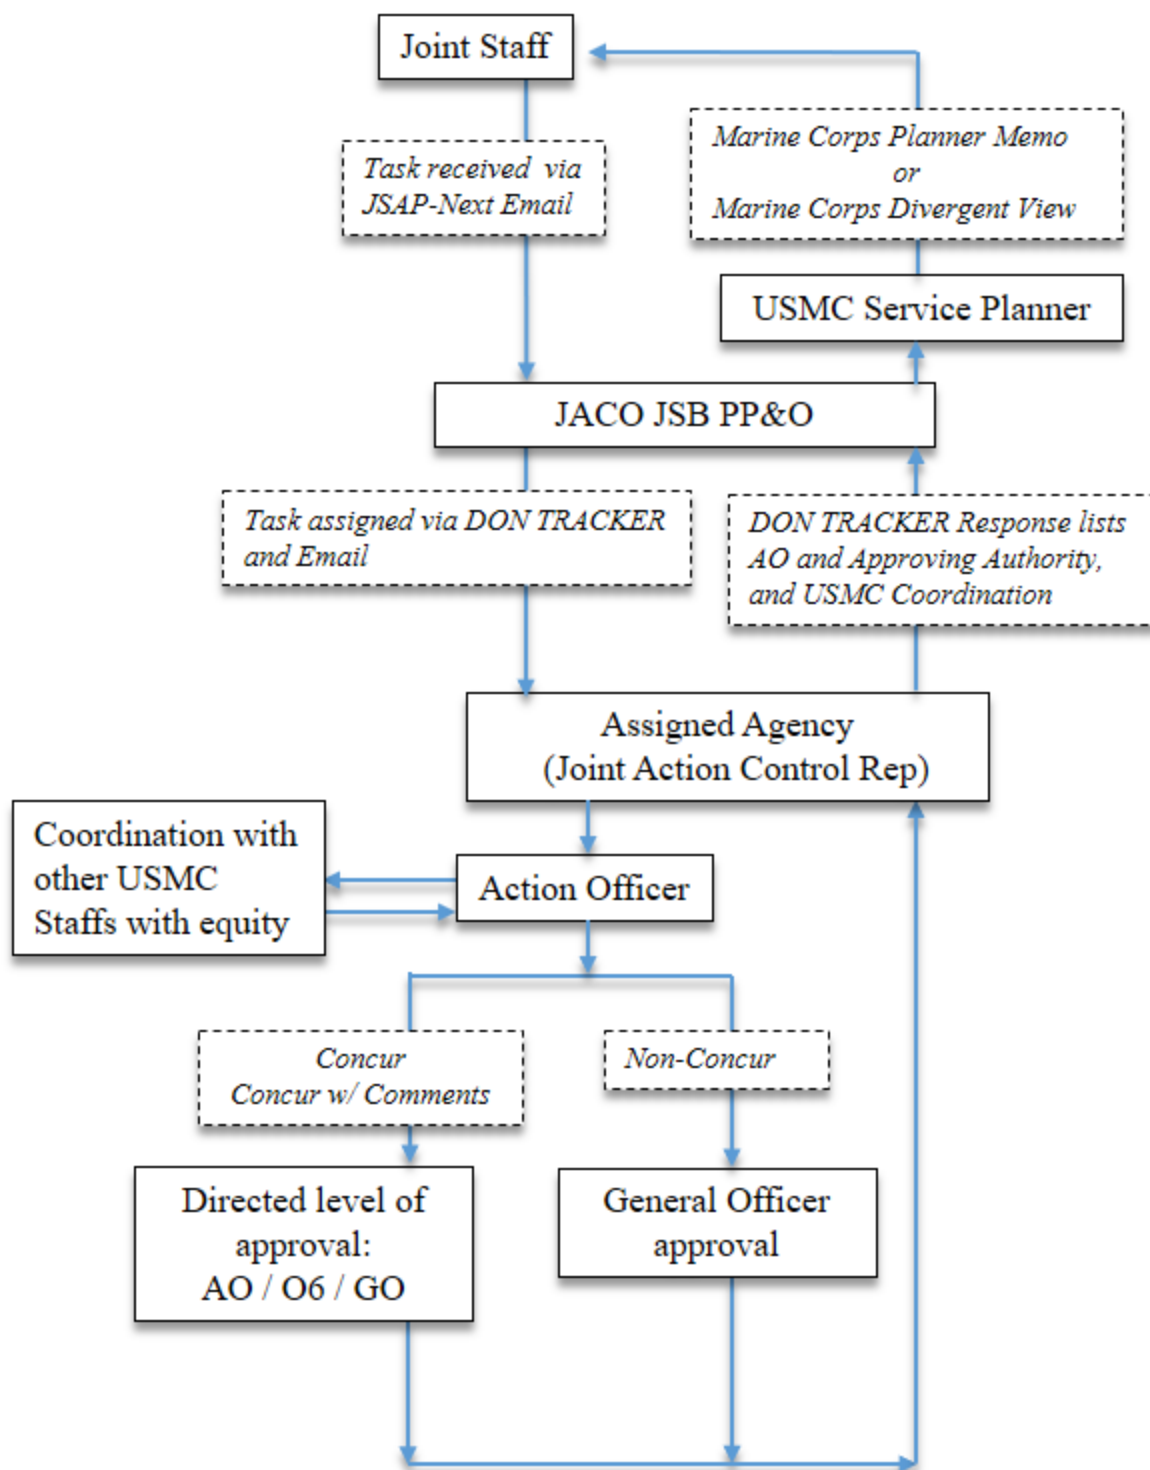 Joint Staff
Task received via
JSAP-Next Email
Marine Corps Planner Memo
or
Marine Corps Divergent View
USMC Service Planner
JACO JSB PP&O
Task assigned via DON TRACKER
and Email
DON TRACKER Response lists
AO and Approving Authority,
and USMC Coordination
Assigned Agency
(Joint Action Control Rep)
Coordination with
other USMC
Staffs with equity
Action Officer
Concur
Concur w/ Comments
Non-Concur
Directed level of
approval:
AO / O6 / GO
General Officer
approval